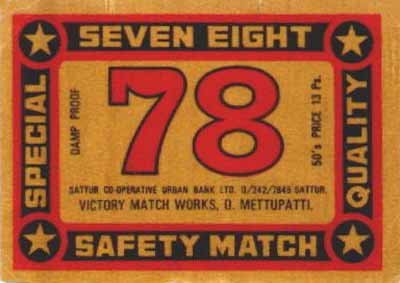 SEVEN EIGHT
SPECIAL
DAMP PROOF
78
50's PRICE 13 Ps.
QUALITY
SATTUR CO-OPERATIVE URBAN BANK LTD. D/242/7845 SATTUR.
VICTORY MATCH WORKS, O. METTUPATTI.
SAFETY MATCH